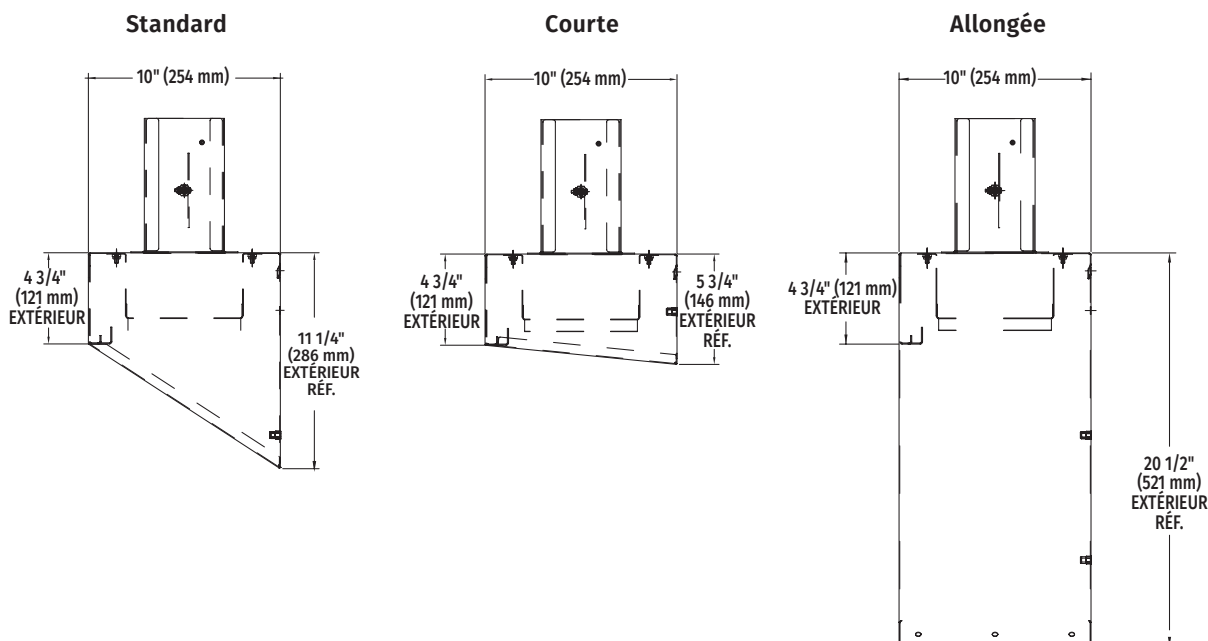 Standard
10" (254 mm)
4 3/4"
(121 mm)
EXTÉRIEUR
11 1/4"
(286 mm)
EXTÉRIEUR
RÉF.
Courte
10" (254 mm)
4 3/4"
(121 mm)
EXTÉRIEUR
5 3/4"
(146 mm)
EXTÉRIEUR
RÉF.
Allongée
10" (254 mm)
4 3/4" (121 mm)
EXTÉRIEUR
20 1/2"
(521 mm)
EXTÉRIEUR
RÉF.